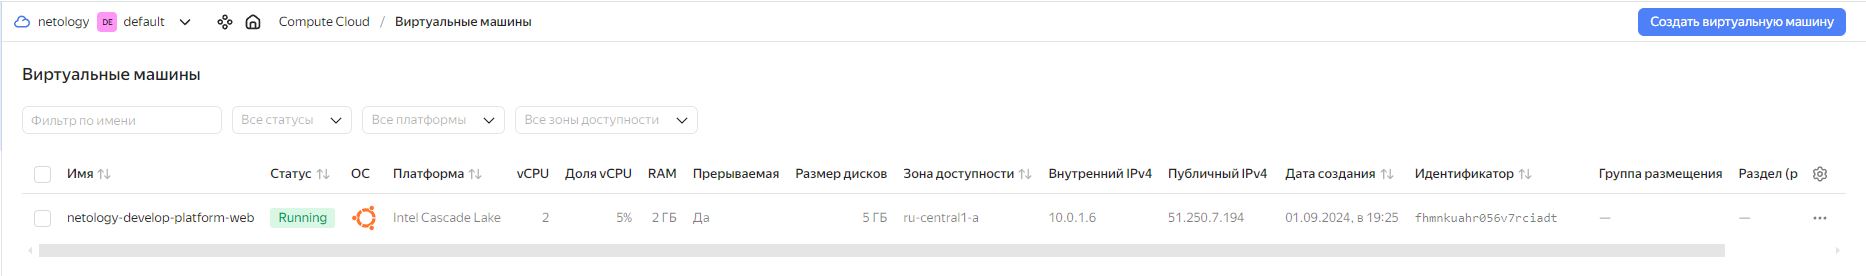 netology DE default Compute Cloud / Виртуальные машины Создать виртуальную машину
Виртуальные машины
Фильтр по имени Все статусы Все платформы Все зоны доступности
Имя Статус ОС Платформа vCPU Доля vCPU RAM Прерываемая Размер дисков Зона доступности Внутренний IPv4 Публичный IPv4 Дата создания Идентификатор Группа размещения Раздел (р
netology-develop-platform-web Running Intel Cascade Lake 2 5% 2 ГБ Да 5 ГБ ru-central1-a 10.0.1.6 51.250.7.194 01.09.2024, в 19:25 fhmnkuahr056v7rciadt — —